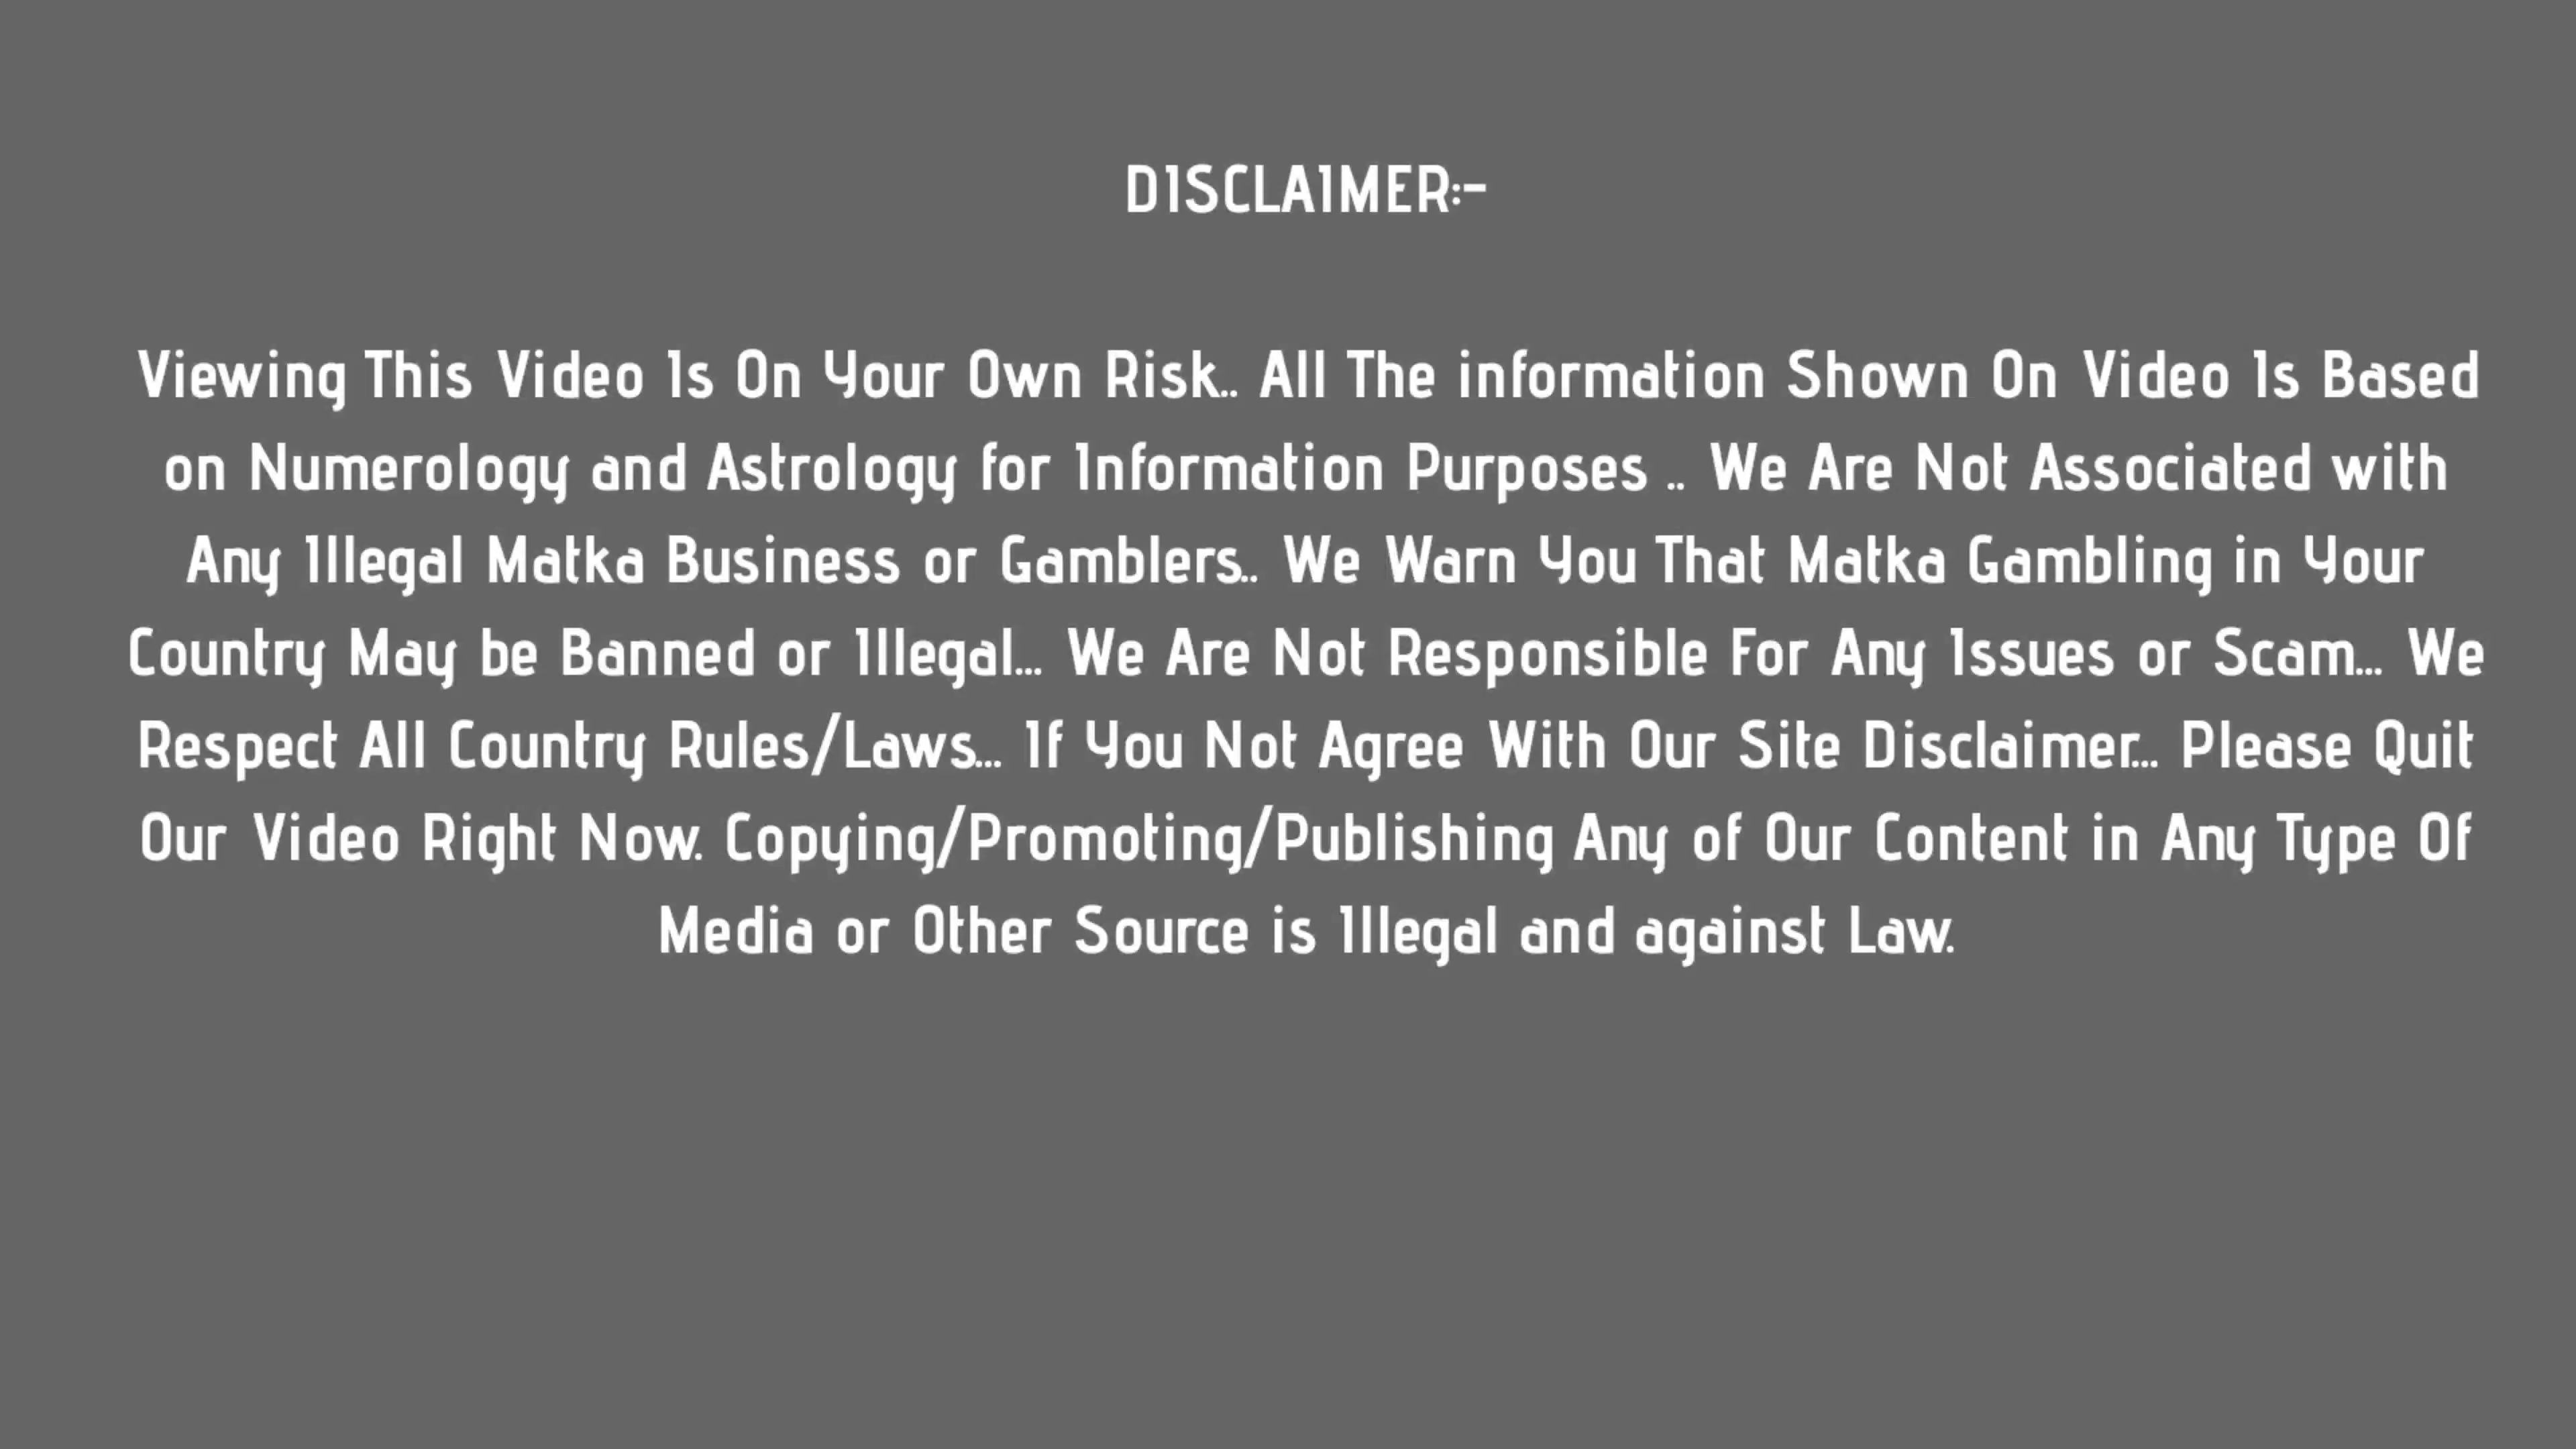 DISCLAIMER:-
Viewing This Video Is On Your Own Risk.. All The information Shown On Video Is Based
on Numerology and Astrology for Information Purposes .. We Are Not Associated with
Any Illegal Matka Business or Gamblers.. We Warn You That Matka Gambling in Your
Country May be Banned or Illegal... We Are Not Responsible For Any Issues or Scam... We
Respect All Country Rules/Laws... If You Not Agree With Our Site Disclaimer... Please Quit
Our Video Right Now. Copying/Promoting/Publishing Any of Our Content in Any Type Of
Media or Other Source is Illegal and against Law.